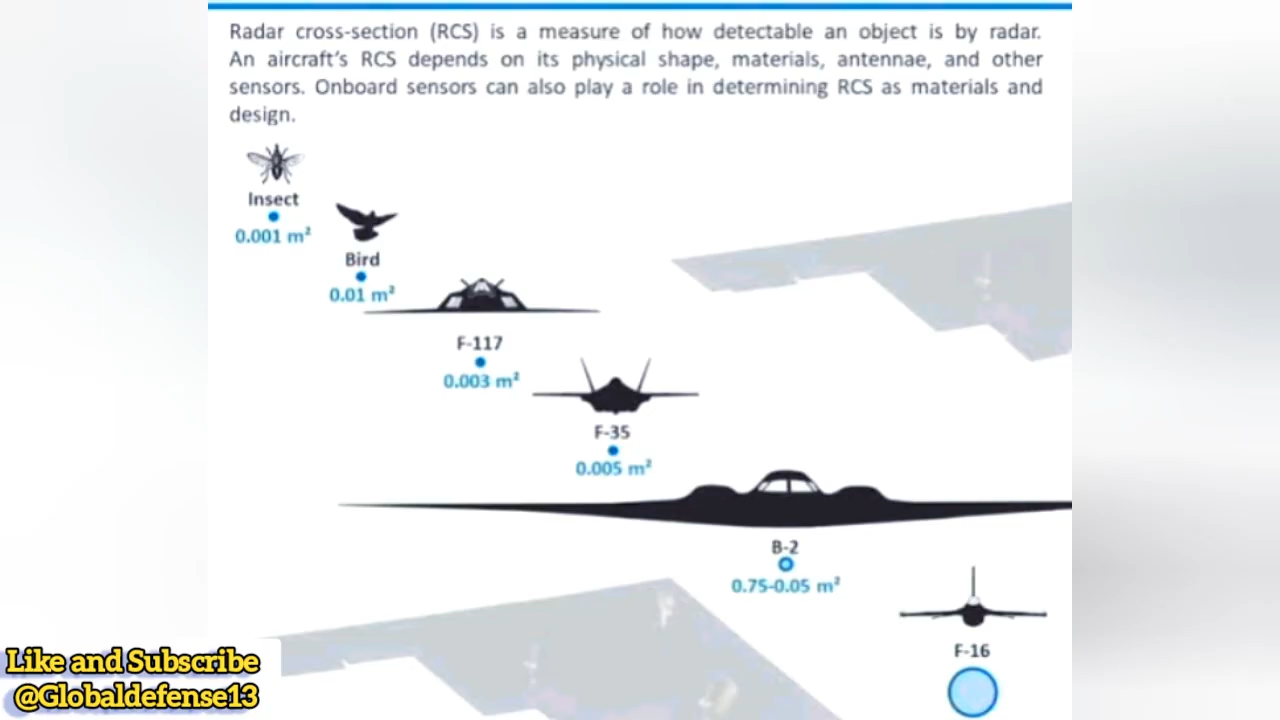 Radar cross-section (RCS) is a measure of how detectable an object is by radar.
An aircraft's RCS depends on its physical shape, materials, antennae, and other
sensors. Onboard sensors can also play a role in determining RCS as materials and
design.
Insect
0.001 m²
Bird
0.01 m²
F-117
0.003 m²
F-35
0.005 m²
B-2
0.75-0.05 m²
F-16
Like and Subscribe
@Globaldefense13